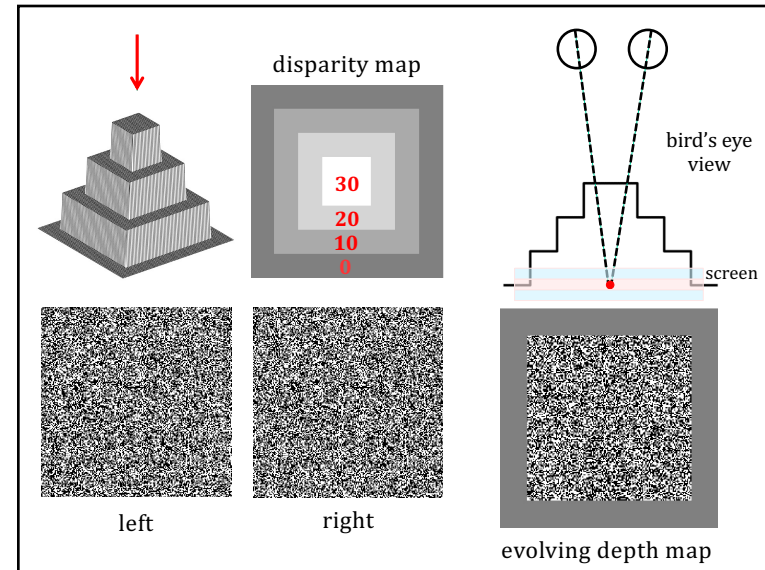 disparity map
30
20
10
0
bird's eye
view
screen
left
right
evolving depth map